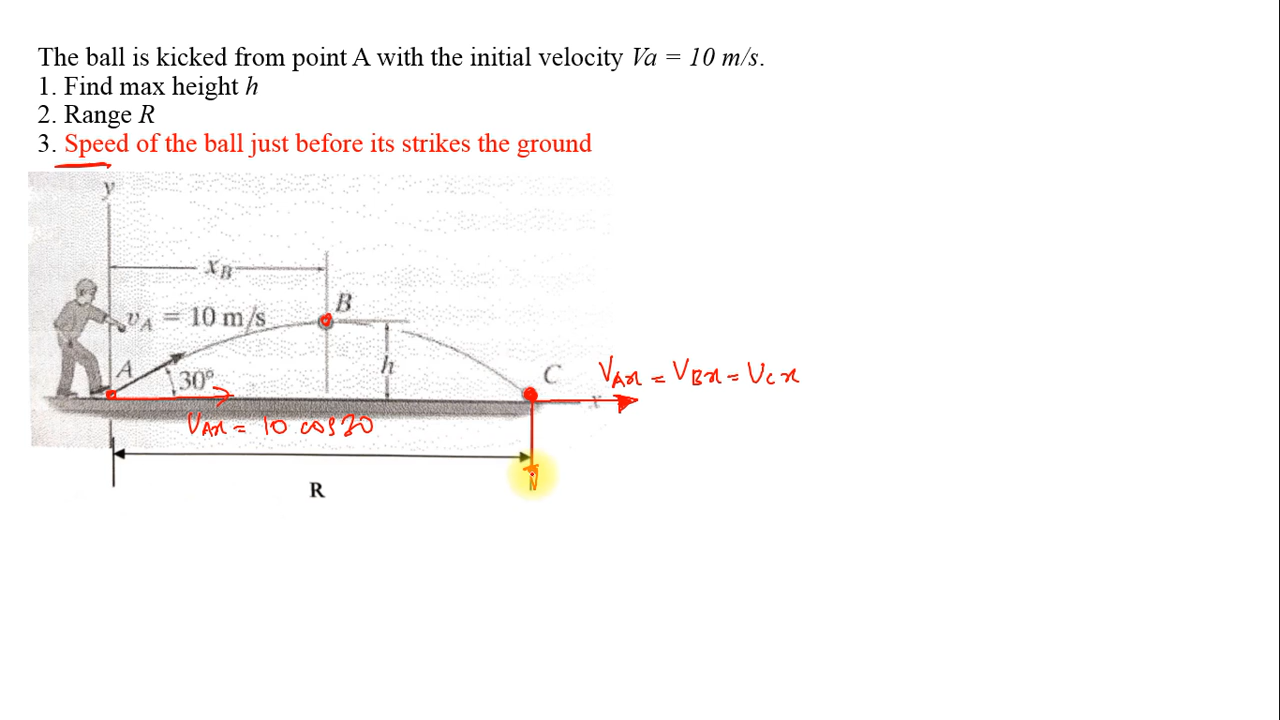 The ball is kicked from point A with the initial velocity Va = 10 m/s.
1. Find max height h
2. Range R
3. Speed of the ball just before its strikes the ground
y
xB
vA = 10 m/s
B
A
30°
h
C
VAx = VBx = VCx
x
VAx = 10 cos 30
R